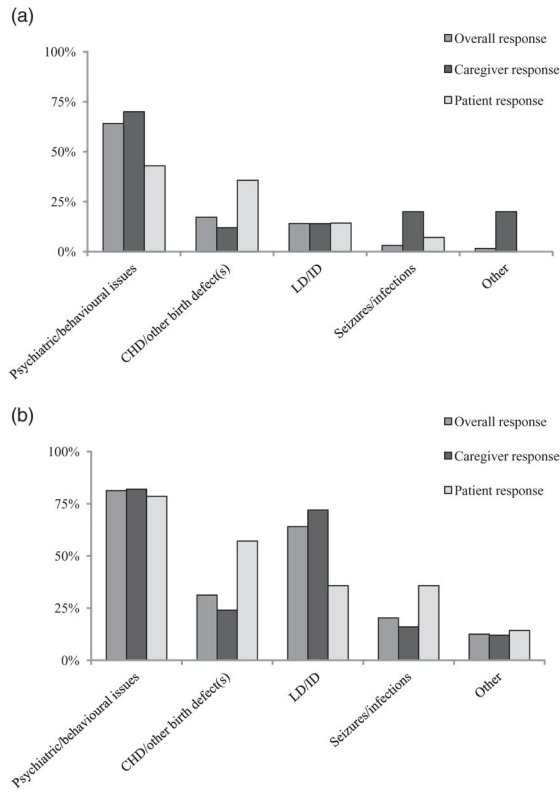 (a)
Overall response
Caregiver response
Patient response
100%
75%
50%
25%
0%
Psychiatric/behavioural issues
CHD/other birth defect(s)
LD/ID
Seizures/infections
Other
(b)
Overall response
Caregiver response
Patient response
100%
75%
50%
25%
0%
Psychiatric/behavioural issues
CHD/other birth defect(s)
LD/ID
Seizures/infections
Other